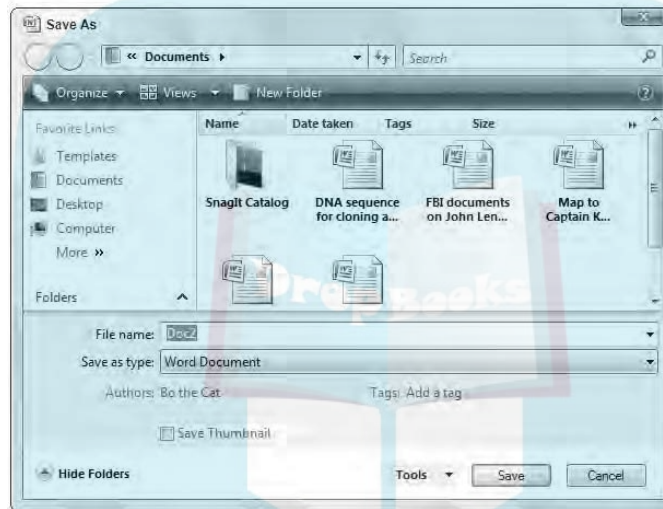 Save As
« Documents ▸
Search
Organize Views New Folder
Favorite Links
Name Date taken Tags Size »
Templates
Documents
Desktop
Computer
More »
SnagIt Catalog
DNA sequence for cloning a...
FBI documents on John Len...
Map to Captain K...
Folders
DropBooks
File name: Doc2
Save as type: Word Document
Authors: Bo the Cat Tags: Add a tag
Save Thumbnail
Hide Folders Tools Save Cancel